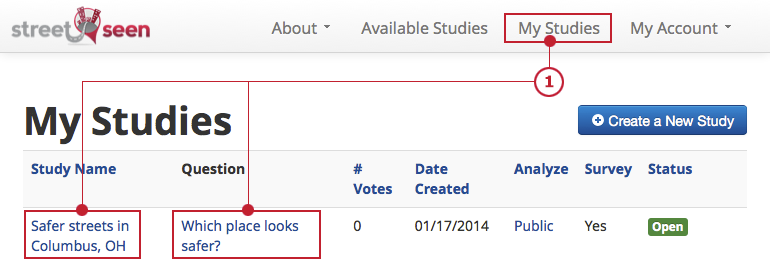 streetseen About Available Studies My Studies My Account
1
My Studies
Create a New Study
Study Name Question # Votes Date Created Analyze Survey Status
Safer streets in Columbus, OH
Which place looks safer?
0 01/17/2014 Public Yes Open